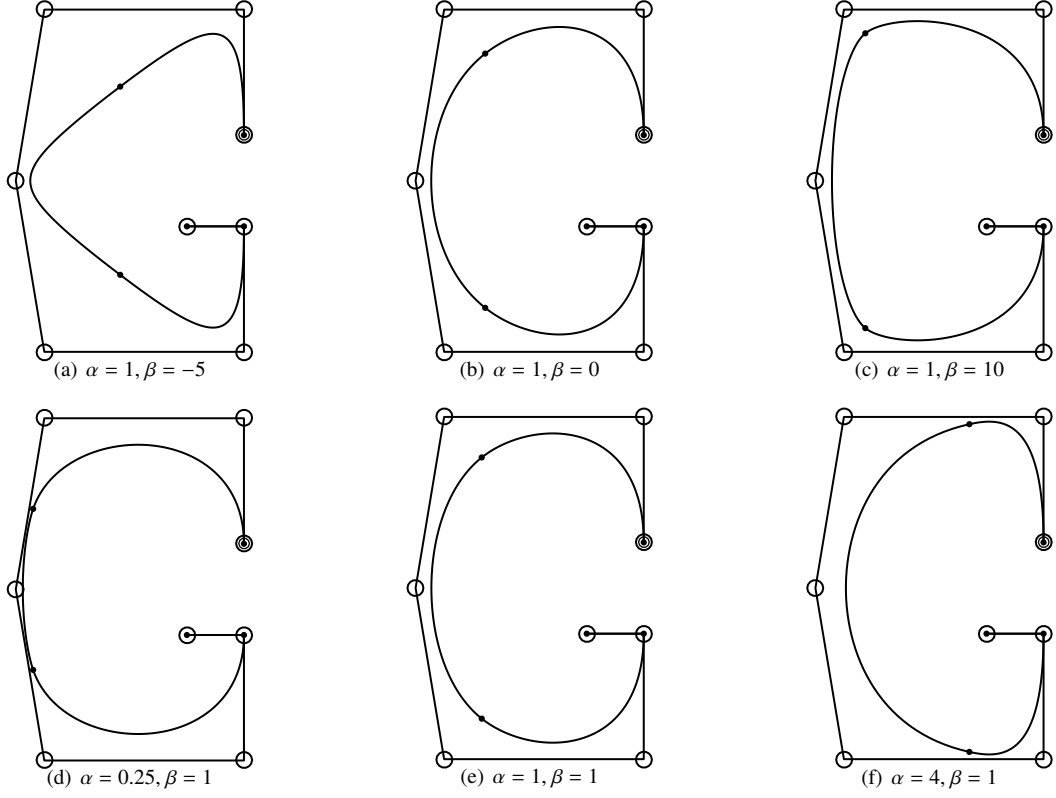 (a) α = 1, β = −5
(b) α = 1, β = 0
(c) α = 1, β = 10
(d) α = 0.25, β = 1
(e) α = 1, β = 1
(f) α = 4, β = 1